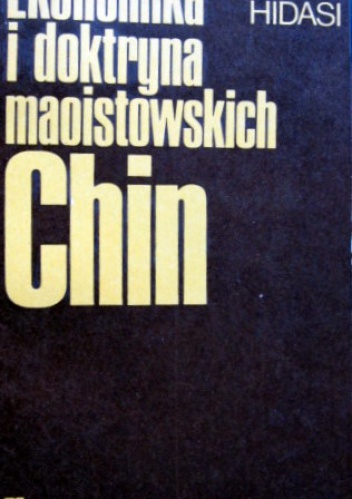 HIDASI
Ekonomika
i doktryna
maoistowskich
Chin